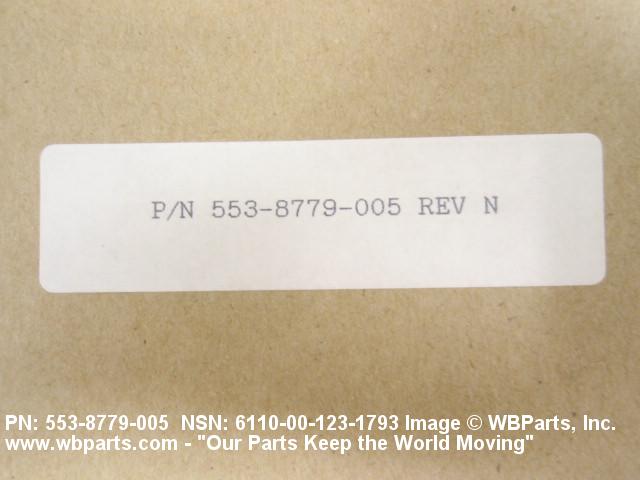 P/N 553-8779-005 REV N
PN: 553-8779-005 NSN: 6110-00-123-1793 Image © WBParts, Inc.
www.wbparts.com - "Our Parts Keep the World Moving"